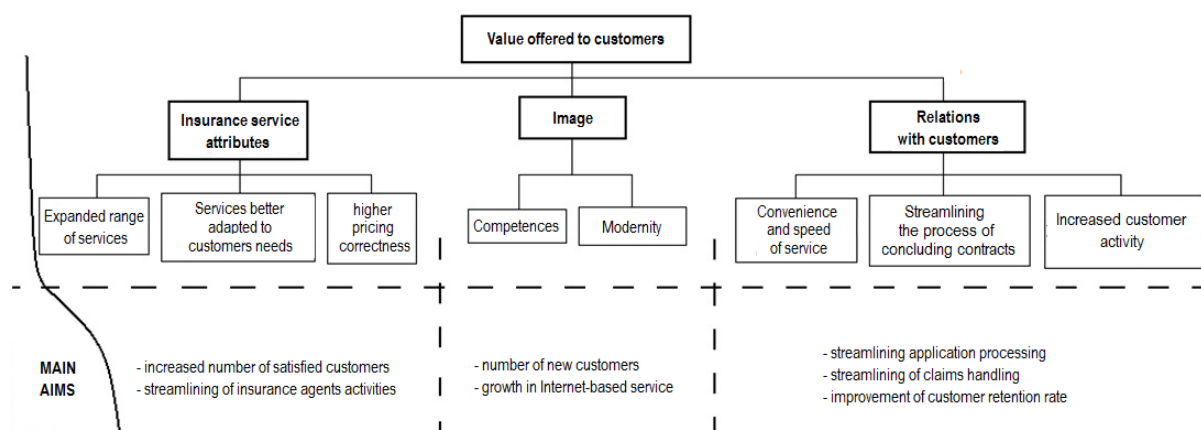 Value offered to customers
Insurance service
attributes
Image
Relations
with customers
Expanded range
of services
Services better
adapted to
customers needs
higher
pricing
correctness
Competences
Modernity
Convenience
and speed
of service
Streamlining
the process of
concluding contracts
Increased customer
activity
MAIN
AIMS
- increased number of satisfied customers
- streamlining of insurance agents activities
- number of new customers
- growth in Internet-based service
- streamlining application processing
- streamlining of claims handling
- improvement of customer retention rate